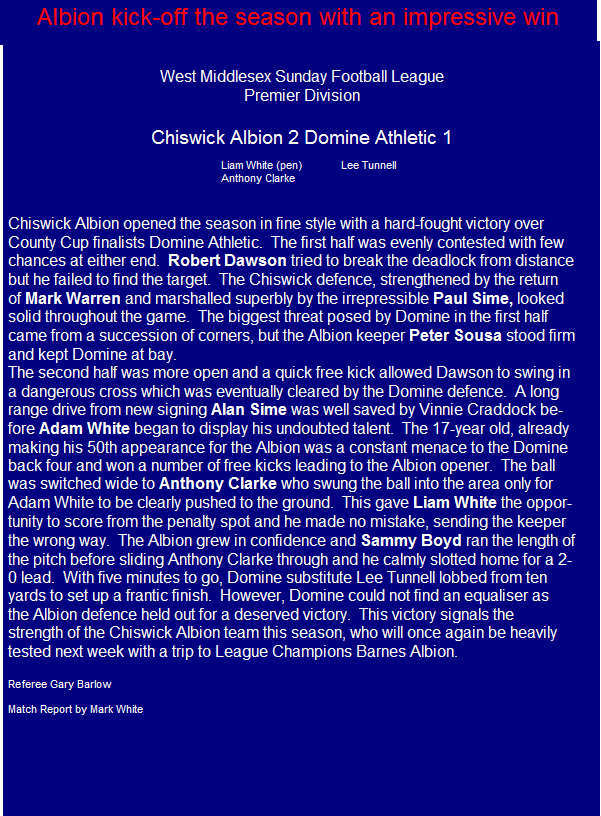 Albion kick-off the season with an impressive win
West Middlesex Sunday Football League
Premier Division
Chiswick Albion 2 Domine Athletic 1
Liam White (pen) Lee Tunnell
Anthony Clarke
Chiswick Albion opened the season in fine style with a hard-fought victory over
County Cup finalists Domine Athletic. The first half was evenly contested with few
chances at either end. Robert Dawson tried to break the deadlock from distance
but he failed to find the target. The Chiswick defence, strengthened by the return
of Mark Warren and marshalled superbly by the irrepressible Paul Sime, looked
solid throughout the game. The biggest threat posed by Domine in the first half
came from a succession of corners, but the Albion keeper Peter Sousa stood firm
and kept Domine at bay.
The second half was more open and a quick free kick allowed Dawson to swing in
a dangerous cross which was eventually cleared by the Domine defence. A long
range drive from new signing Alan Sime was well saved by Vinnie Craddock be-
fore Adam White began to display his undoubted talent. The 17-year old, already
making his 50th appearance for the Albion was a constant menace to the Domine
back four and won a number of free kicks leading to the Albion opener. The ball
was switched wide to Anthony Clarke who swung the ball into the area only for
Adam White to be clearly pushed to the ground. This gave Liam White the oppor-
tunity to score from the penalty spot and he made no mistake, sending the keeper
the wrong way. The Albion grew in confidence and Sammy Boyd ran the length of
the pitch before sliding Anthony Clarke through and he calmly slotted home for a 2-
0 lead. With five minutes to go, Domine substitute Lee Tunnell lobbed from ten
yards to set up a frantic finish. However, Domine could not find an equaliser as
the Albion defence held out for a deserved victory. This victory signals the
strength of the Chiswick Albion team this season, who will once again be heavily
tested next week with a trip to League Champions Barnes Albion.
Referee Gary Barlow
Match Report by Mark White